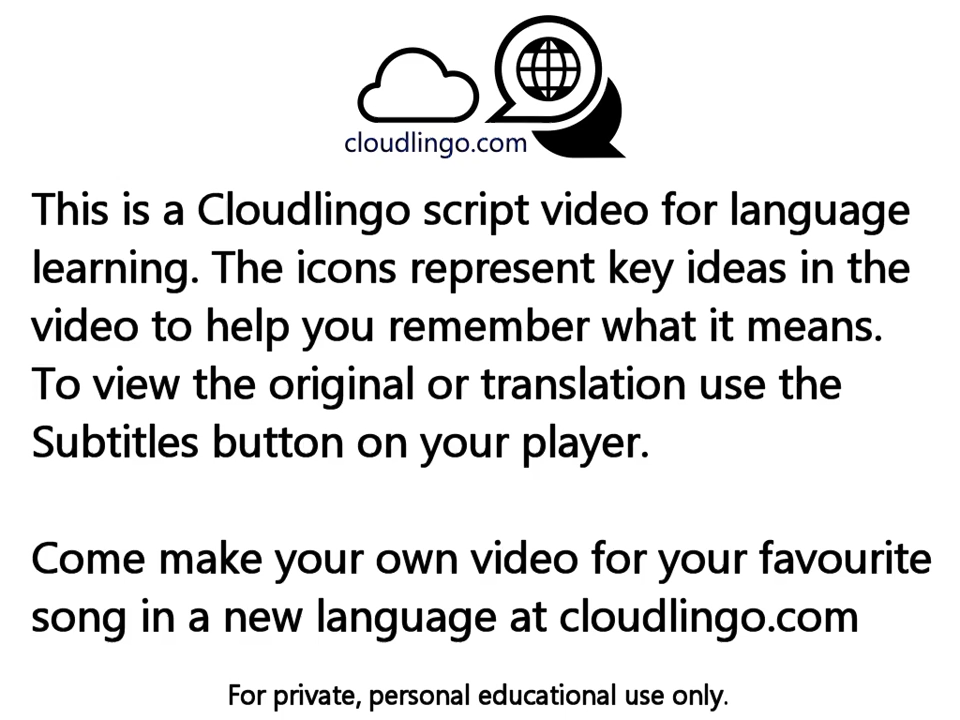 cloudlingo.com
This is a Cloudlingo script video for language
learning. The icons represent key ideas in the
video to help you remember what it means.
To view the original or translation use the
Subtitles button on your player.
Come make your own video for your favourite
song in a new language at cloudlingo.com
For private, personal educational use only.